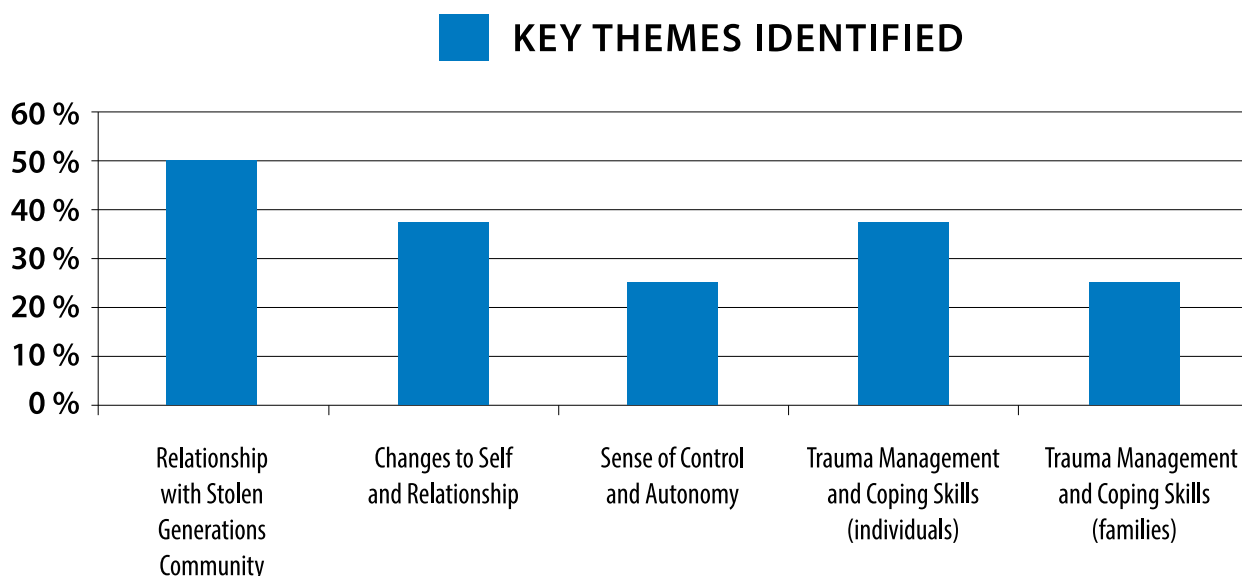 KEY THEMES IDENTIFIED
60 %
50 %
40 %
30 %
20 %
10 %
0 %
Relationship
with Stolen
Generations
Community
Changes to Self
and Relationship
Sense of Control
and Autonomy
Trauma Management
and Coping Skills
(individuals)
Trauma Management
and Coping Skills
(families)